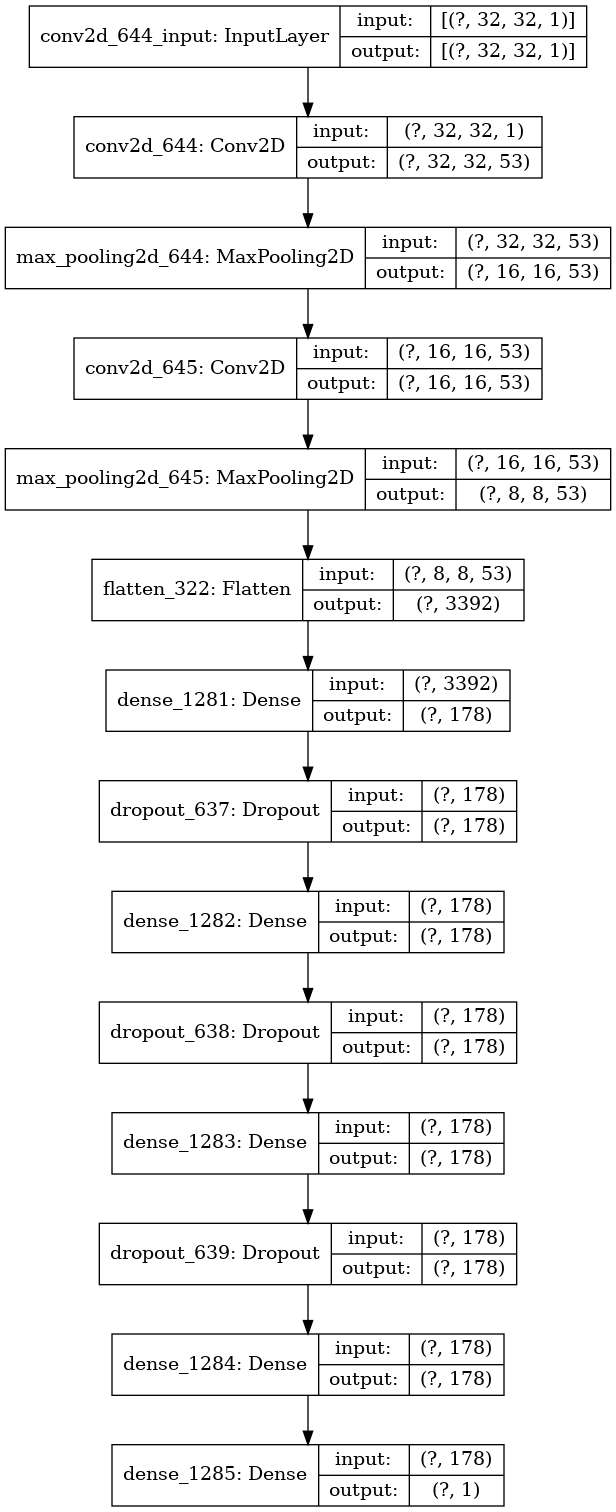 conv2d_644_input: InputLayer
input:
[(?, 32, 32, 1)]
output:
[(?, 32, 32, 1)]
conv2d_644: Conv2D
input:
(?, 32, 32, 1)
output:
(?, 32, 32, 53)
max_pooling2d_644: MaxPooling2D
input:
(?, 32, 32, 53)
output:
(?, 16, 16, 53)
conv2d_645: Conv2D
input:
(?, 16, 16, 53)
output:
(?, 16, 16, 53)
max_pooling2d_645: MaxPooling2D
input:
(?, 16, 16, 53)
output:
(?, 8, 8, 53)
flatten_322: Flatten
input:
(?, 8, 8, 53)
output:
(?, 3392)
dense_1281: Dense
input:
(?, 3392)
output:
(?, 178)
dropout_637: Dropout
input:
(?, 178)
output:
(?, 178)
dense_1282: Dense
input:
(?, 178)
output:
(?, 178)
dropout_638: Dropout
input:
(?, 178)
output:
(?, 178)
dense_1283: Dense
input:
(?, 178)
output:
(?, 178)
dropout_639: Dropout
input:
(?, 178)
output:
(?, 178)
dense_1284: Dense
input:
(?, 178)
output:
(?, 178)
dense_1285: Dense
input:
(?, 178)
output:
(?, 1)